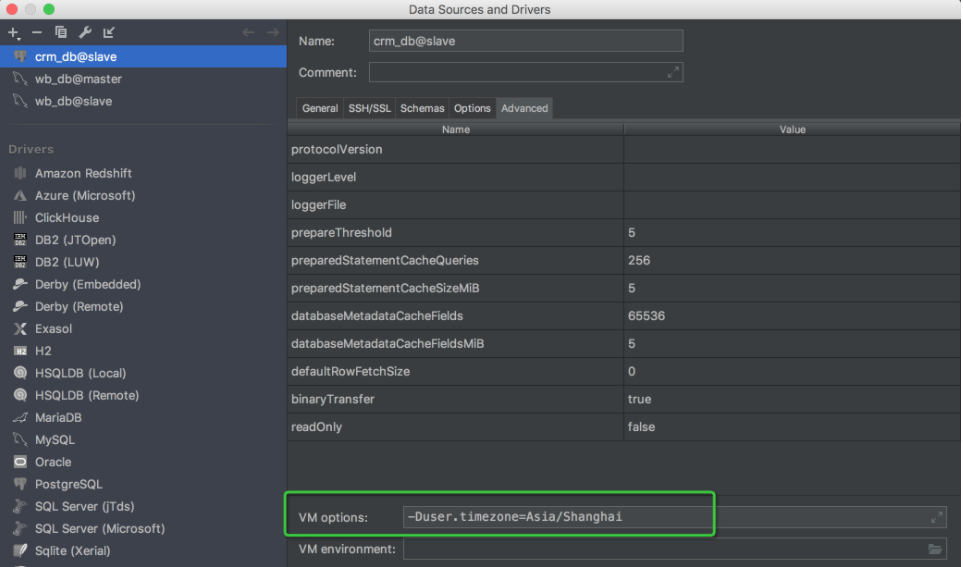 Data Sources and Drivers
crm_db@slave
wb_db@master
wb_db@slave
Drivers
Amazon Redshift
Azure (Microsoft)
ClickHouse
DB2 (JTOpen)
DB2 (LUW)
Derby (Embedded)
Derby (Remote)
Exasol
H2
HSQLDB (Local)
HSQLDB (Remote)
MariaDB
MySQL
Oracle
PostgreSQL
SQL Server (jTds)
SQL Server (Microsoft)
Sqlite (Xerial)
Name: crm_db@slave
Comment:
General SSH/SSL Schemas Options Advanced
Name Value
protocolVersion
loggerLevel
loggerFile
prepareThreshold 5
preparedStatementCacheQueries 256
preparedStatementCacheSizeMiB 5
databaseMetadataCacheFields 65536
databaseMetadataCacheFieldsMiB 5
defaultRowFetchSize 0
binaryTransfer true
readOnly false
VM options: -Duser.timezone=Asia/Shanghai
VM environment: